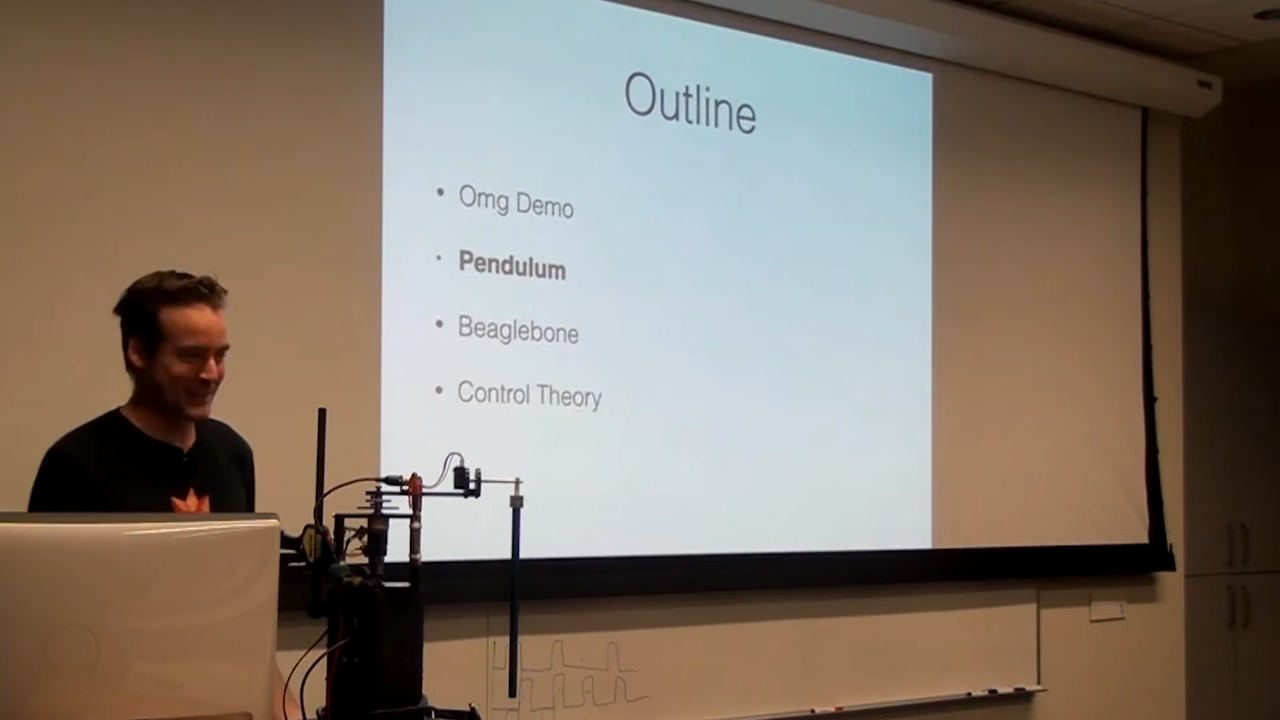 Outline
• Omg Demo
• Pendulum
• Beaglebone
• Control Theory